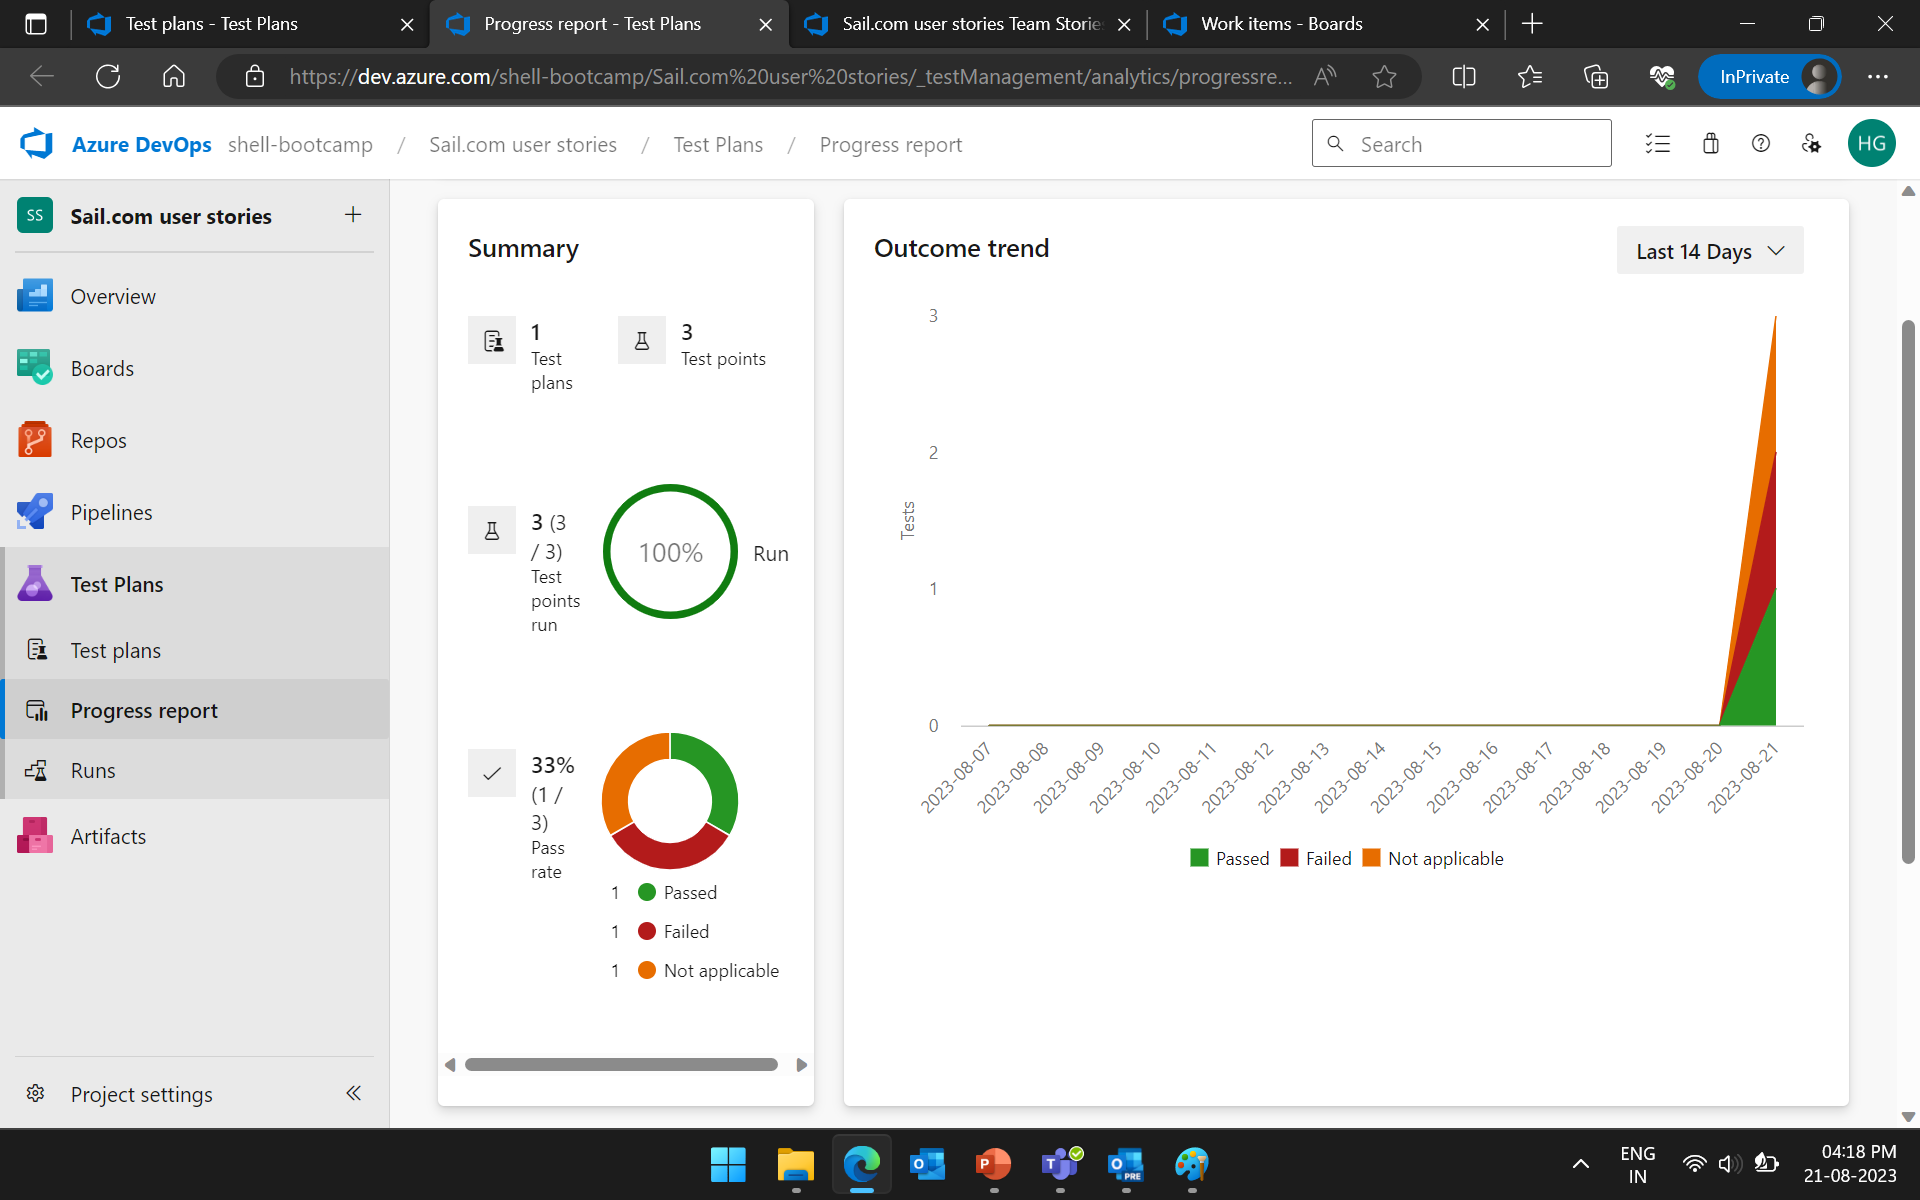 Test plans - Test Plans
Progress report - Test Plans
Sail.com user stories Team Storie
Work items - Boards
https://dev.azure.com/shell-bootcamp/Sail.com%20user%20stories/_testManagement/analytics/progressre...
InPrivate
Azure DevOps shell-bootcamp / Sail.com user stories / Test Plans / Progress report
Search
HG
SS Sail.com user stories
Overview
Boards
Repos
Pipelines
Test Plans
Test plans
Progress report
Runs
Artifacts
Project settings
Summary
1
Test
plans
3
Test points
3 (3
/ 3)
Test
points
run
100%
Run
33%
(1 /
3)
Pass
rate
1 Passed
1 Failed
1 Not applicable
Outcome trend
Last 14 Days
3
2
1
0
Tests
2023-08-07
2023-08-08
2023-08-09
2023-08-10
2023-08-11
2023-08-12
2023-08-13
2023-08-14
2023-08-15
2023-08-16
2023-08-17
2023-08-18
2023-08-19
2023-08-20
2023-08-21
Passed Failed Not applicable
PRE
ENG
IN
04:18 PM
21-08-2023